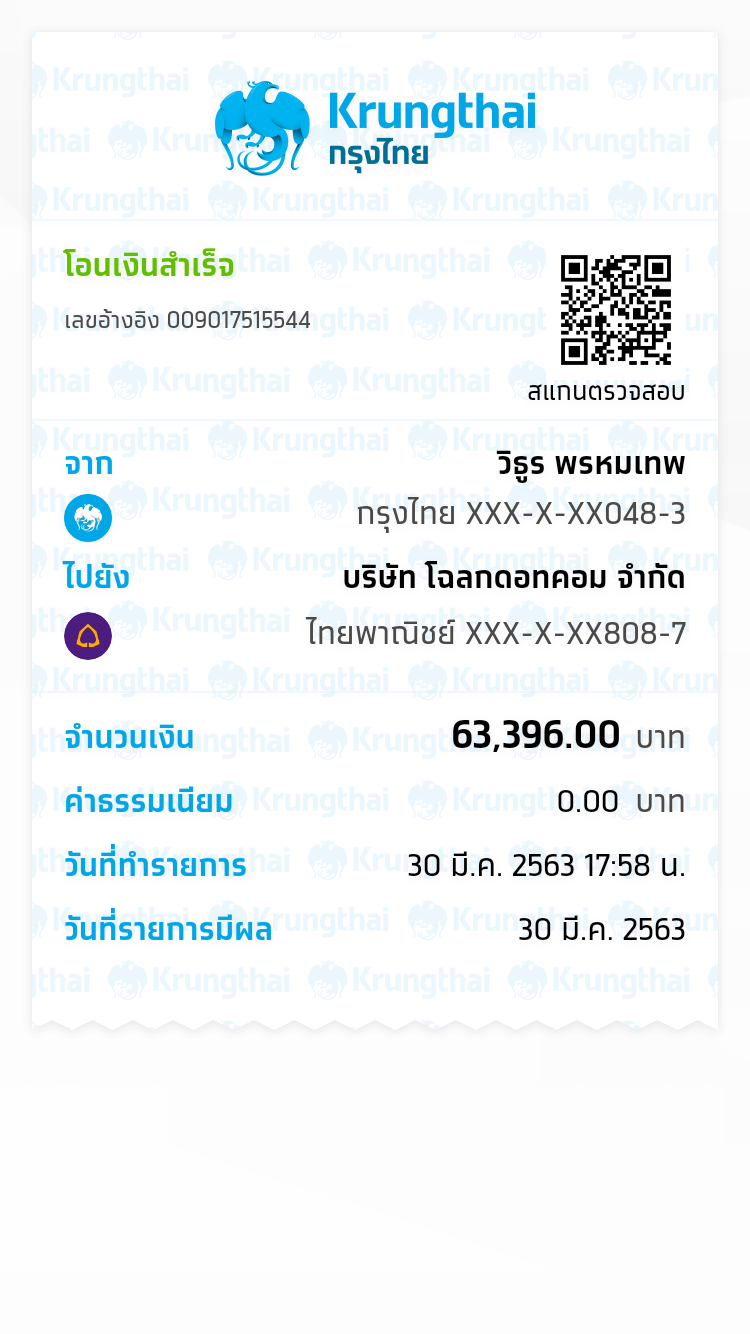 Krungthai
กรุงไทย
โอนเงินสำเร็จ
เลขอ้างอิง 009017515544
สแกนตรวจสอบ
จาก วิธูร พรหมเทพ
กรุงไทย XXX-X-XX048-3
ไปยัง บริษัท โฉลกดอทคอม จำกัด
ไทยพาณิชย์ XXX-X-XX808-7
จำนวนเงิน 63,396.00 บาท
ค่าธรรมเนียม 0.00 บาท
วันที่ทำรายการ 30 มี.ค. 2563 17:58 น.
วันที่รายการมีผล 30 มี.ค. 2563